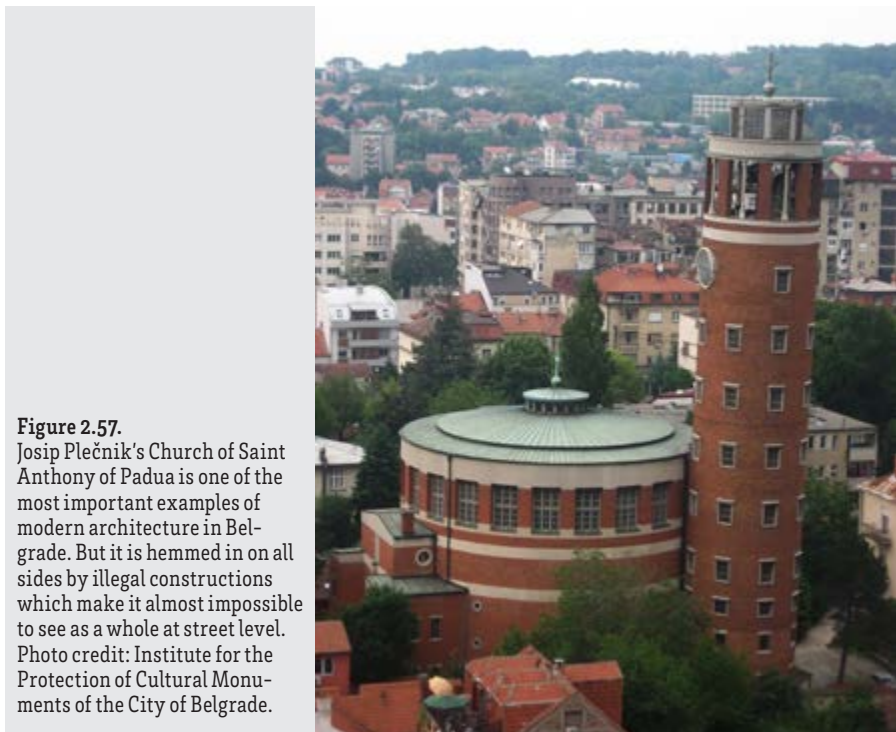 Figure 2.57.
Josip Plečnik's Church of Saint
Anthony of Padua is one of the
most important examples of
modern architecture in Bel-
grade. But it is hemmed in on all
sides by illegal constructions
which make it almost impossible
to see as a whole at street level.
Photo credit: Institute for the
Protection of Cultural Monu-
ments of the City of Belgrade.